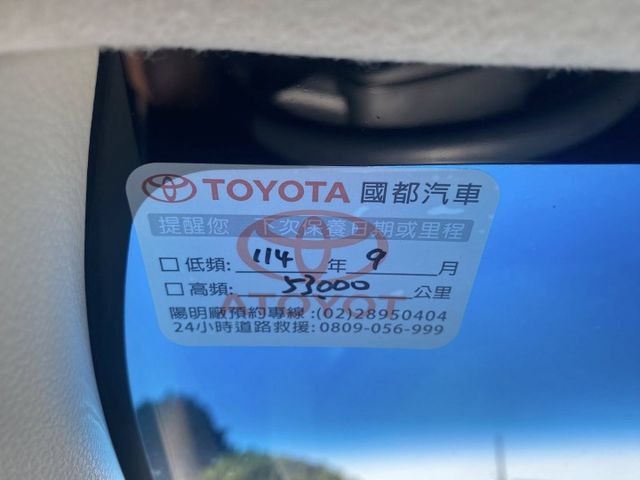 TOYOTA 國都汽車
提醒您 下次保養日期或里程
□低頻: 114 年 9 月
□高頻: 53000 公里
TOYOTA
陽明廠預約專線:(02)28950404
24小時道路救援:0809-056-999